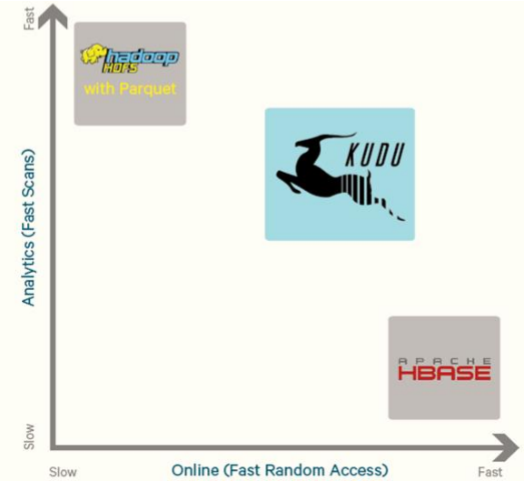 Fast
hadoop
HDFS
with Parquet
KUDU
Analytics (Fast Scans)
APACHE
HBASE
Slow
Slow
Online (Fast Random Access)
Fast